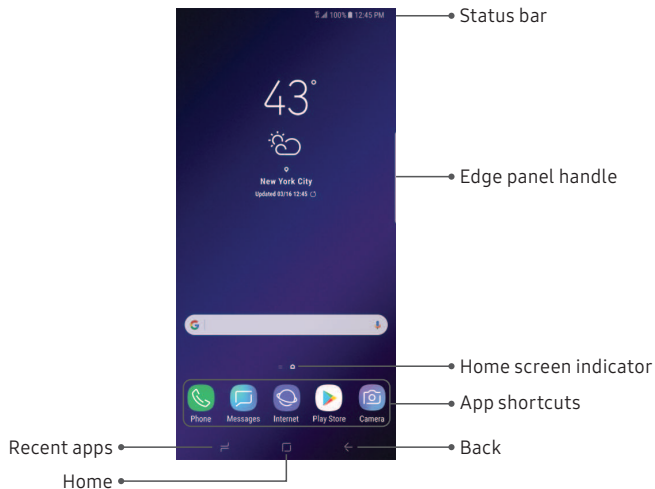 100% 12:45 PM
Status bar
43°
Edge panel handle
New York City
Updated 03/16 12:45
G
Home screen indicator
App shortcuts
Phone Messages Internet Play Store Camera
Recent apps
Back
Home